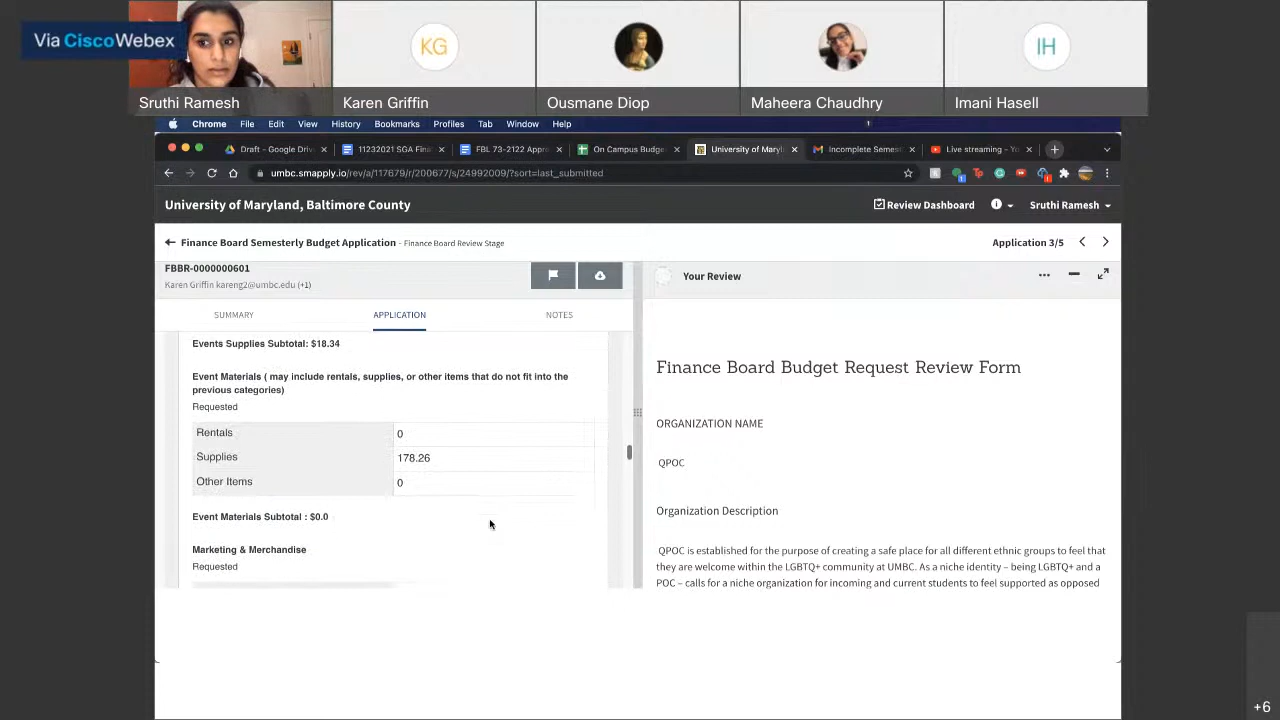 Via CiscoWebex
KG
IH
Sruthi Ramesh
Karen Griffin
Ousmane Diop
Maheera Chaudhry
Imani Hasell
Chrome File Edit View History Bookmarks Profiles Tab Window Help
Draft - Google Driv
11232021 SGA Fina
FBL 73-2122 Appr
On Campus Budge
University of Maryl
Incomplete Semest
Live streaming - Yo
umbc.smapply.io/rev/a/117679/r/200677/s/24992009/?sort=last_submitted
University of Maryland, Baltimore County
Review Dashboard
Sruthi Ramesh
Finance Board Semesterly Budget Application - Finance Board Review Stage
Application 3/5
FBBR-0000000601
Karen Griffin kareng2@umbc.edu (+1)
Your Review
SUMMARY
APPLICATION
NOTES
Events Supplies Subtotal: $18.34
Event Materials ( may include rentals, supplies, or other items that do not fit into the
previous categories)
Requested
Rentals 0
Supplies 178.26
Other Items 0
Event Materials Subtotal : $0.0
Marketing & Merchandise
Requested
Finance Board Budget Request Review Form
ORGANIZATION NAME
QPOC
Organization Description
QPOC is established for the purpose of creating a safe place for all different ethnic groups to feel that
they are welcome within the LGBTQ+ community at UMBC. As a niche identity – being LGBTQ+ and a
POC – calls for a niche organization for incoming and current students to feel supported as opposed
+6